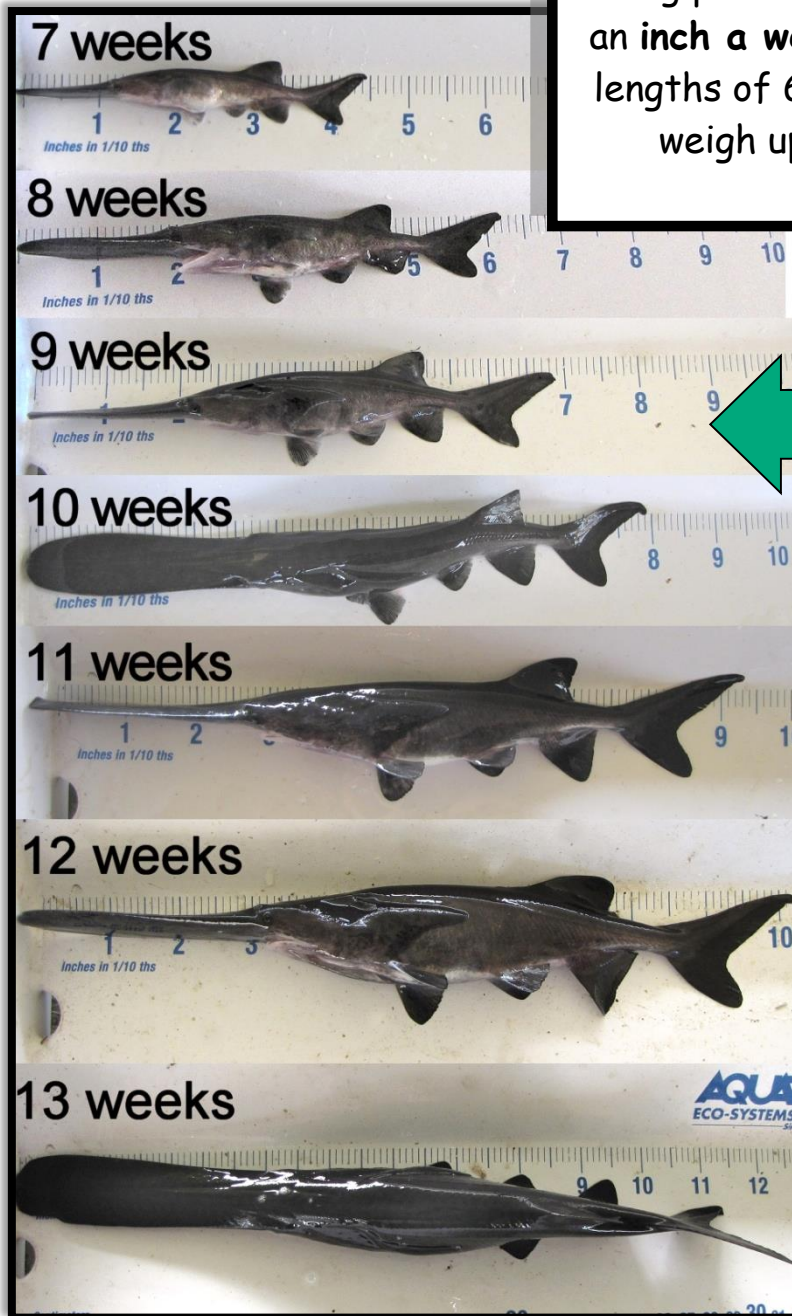 an inch a
lengths of
weigh
7 weeks
1 2 3 4 5 6
Inches in 1/10 ths
8 weeks
1 2 5 6 7 8 9 10
Inches in 1/10 ths
9 weeks
7 8 9
Inches in 1/10 ths
10 weeks
8 9 10
Inches in 1/10 ths
11 weeks
1 2 9
Inches in 1/10 ths
12 weeks
1 2 3 10
Inches in 1/10 ths
13 weeks
ECO-SYSTEMS
9 10 11 12